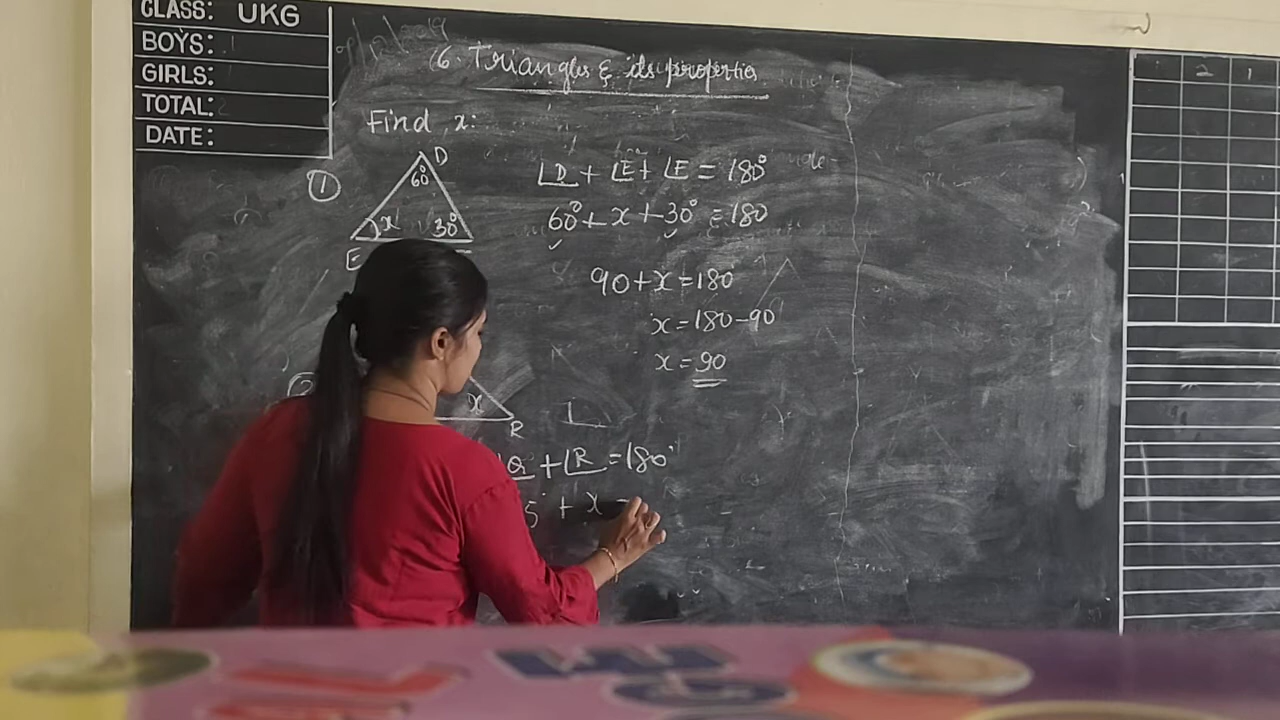 CLASS: UKG
BOYS:
GIRLS:
TOTAL:
DATE:
2 1
6. Triangles & its properties
Find x:
1
D
60°
x 30°
E
∠D + ∠E + ∠E = 180°
60° + x + 30° = 180
90 + x = 180
x = 180 - 90
x = 90
2
x
R
Q + ∠R = 180°
5 + x =